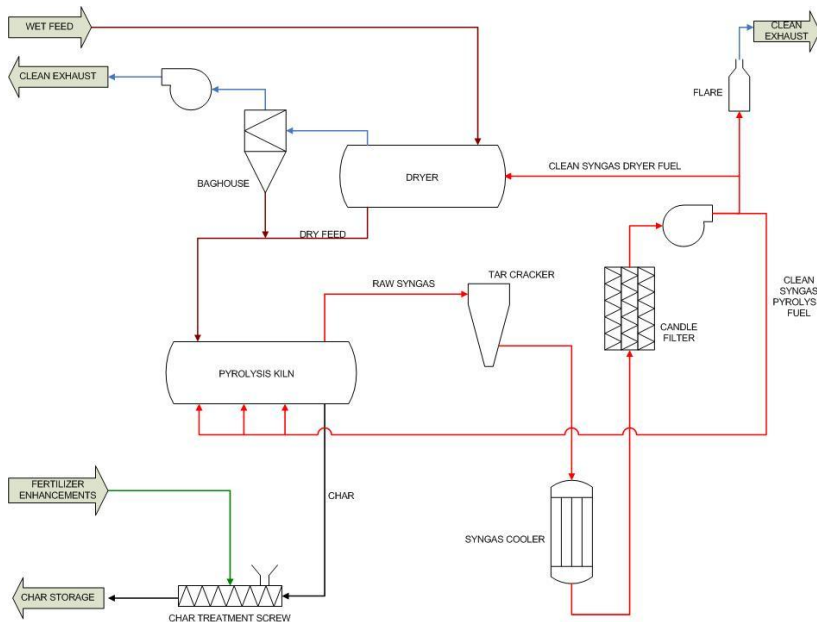 WET FEED
CLEAN
EXHAUST
CLEAN EXHAUST
FLARE
BAGHOUSE
DRYER
CLEAN SYNGAS DRYER FUEL
DRY FEED
RAW SYNGAS
TAR CRACKER
CLEAN
SYNGAS
PYROLYS
FUEL
CANDLE
FILTER
PYROLYSIS KILN
FERTILIZER
ENHANCEMENTS
CHAR
SYNGAS COOLER
CHAR STORAGE
CHAR TREATMENT SCREW